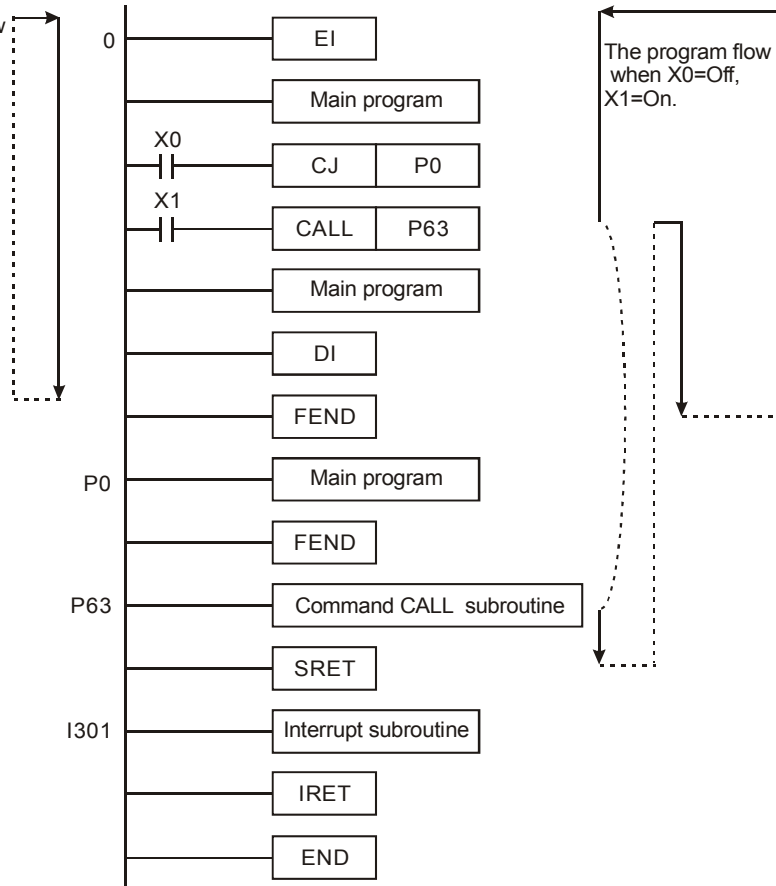 0
EI
The program flow
when X0=Off,
X1=On.
Main program
X0
CJ P0
X1
CALL P63
Main program
DI
FEND
P0
Main program
FEND
P63
Command CALL subroutine
SRET
I301
Interrupt subroutine
IRET
END